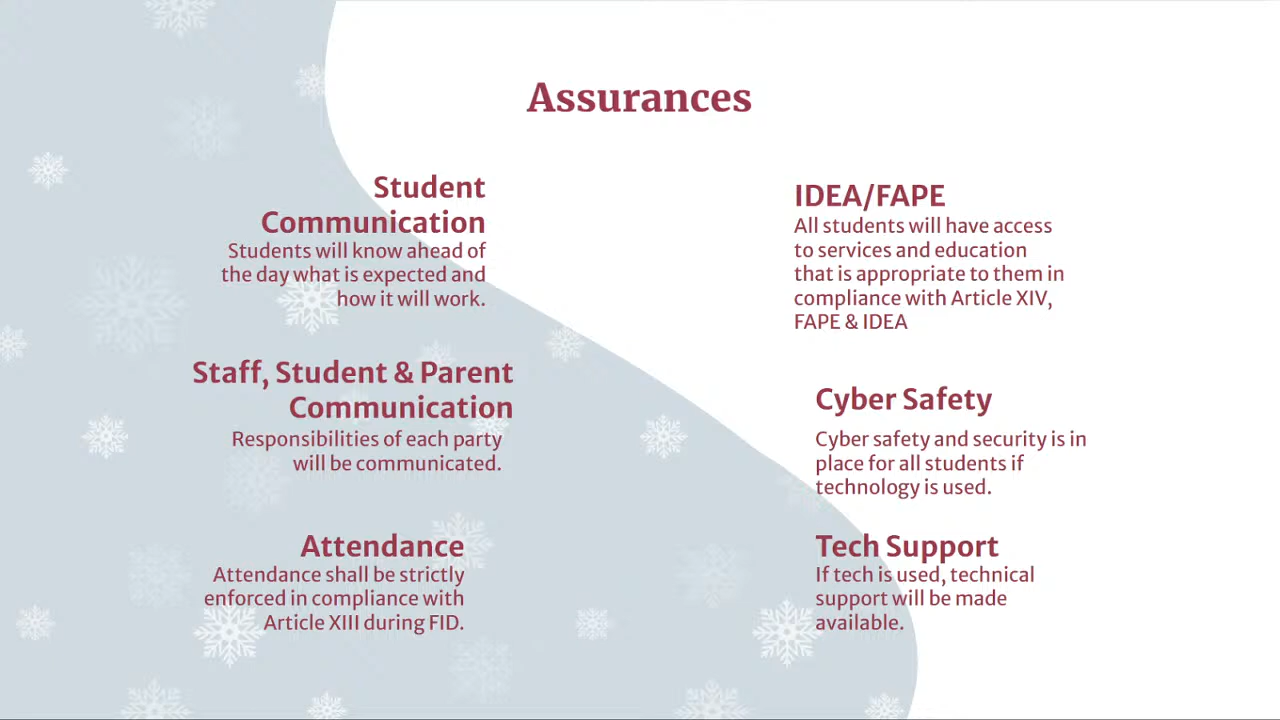 Assurances
Student
Communication
Students will know ahead of
the day what is expected and
how it will work.
Staff, Student & Parent
Communication
Responsibilities of each party
will be communicated.
Attendance
Attendance shall be strictly
enforced in compliance with
Article XIII during FID.
IDEA/FAPE
All students will have access
to services and education
that is appropriate to them in
compliance with Article XIV,
FAPE & IDEA
Cyber Safety
Cyber safety and security is in
place for all students if
technology is used.
Tech Support
If tech is used, technical
support will be made
available.